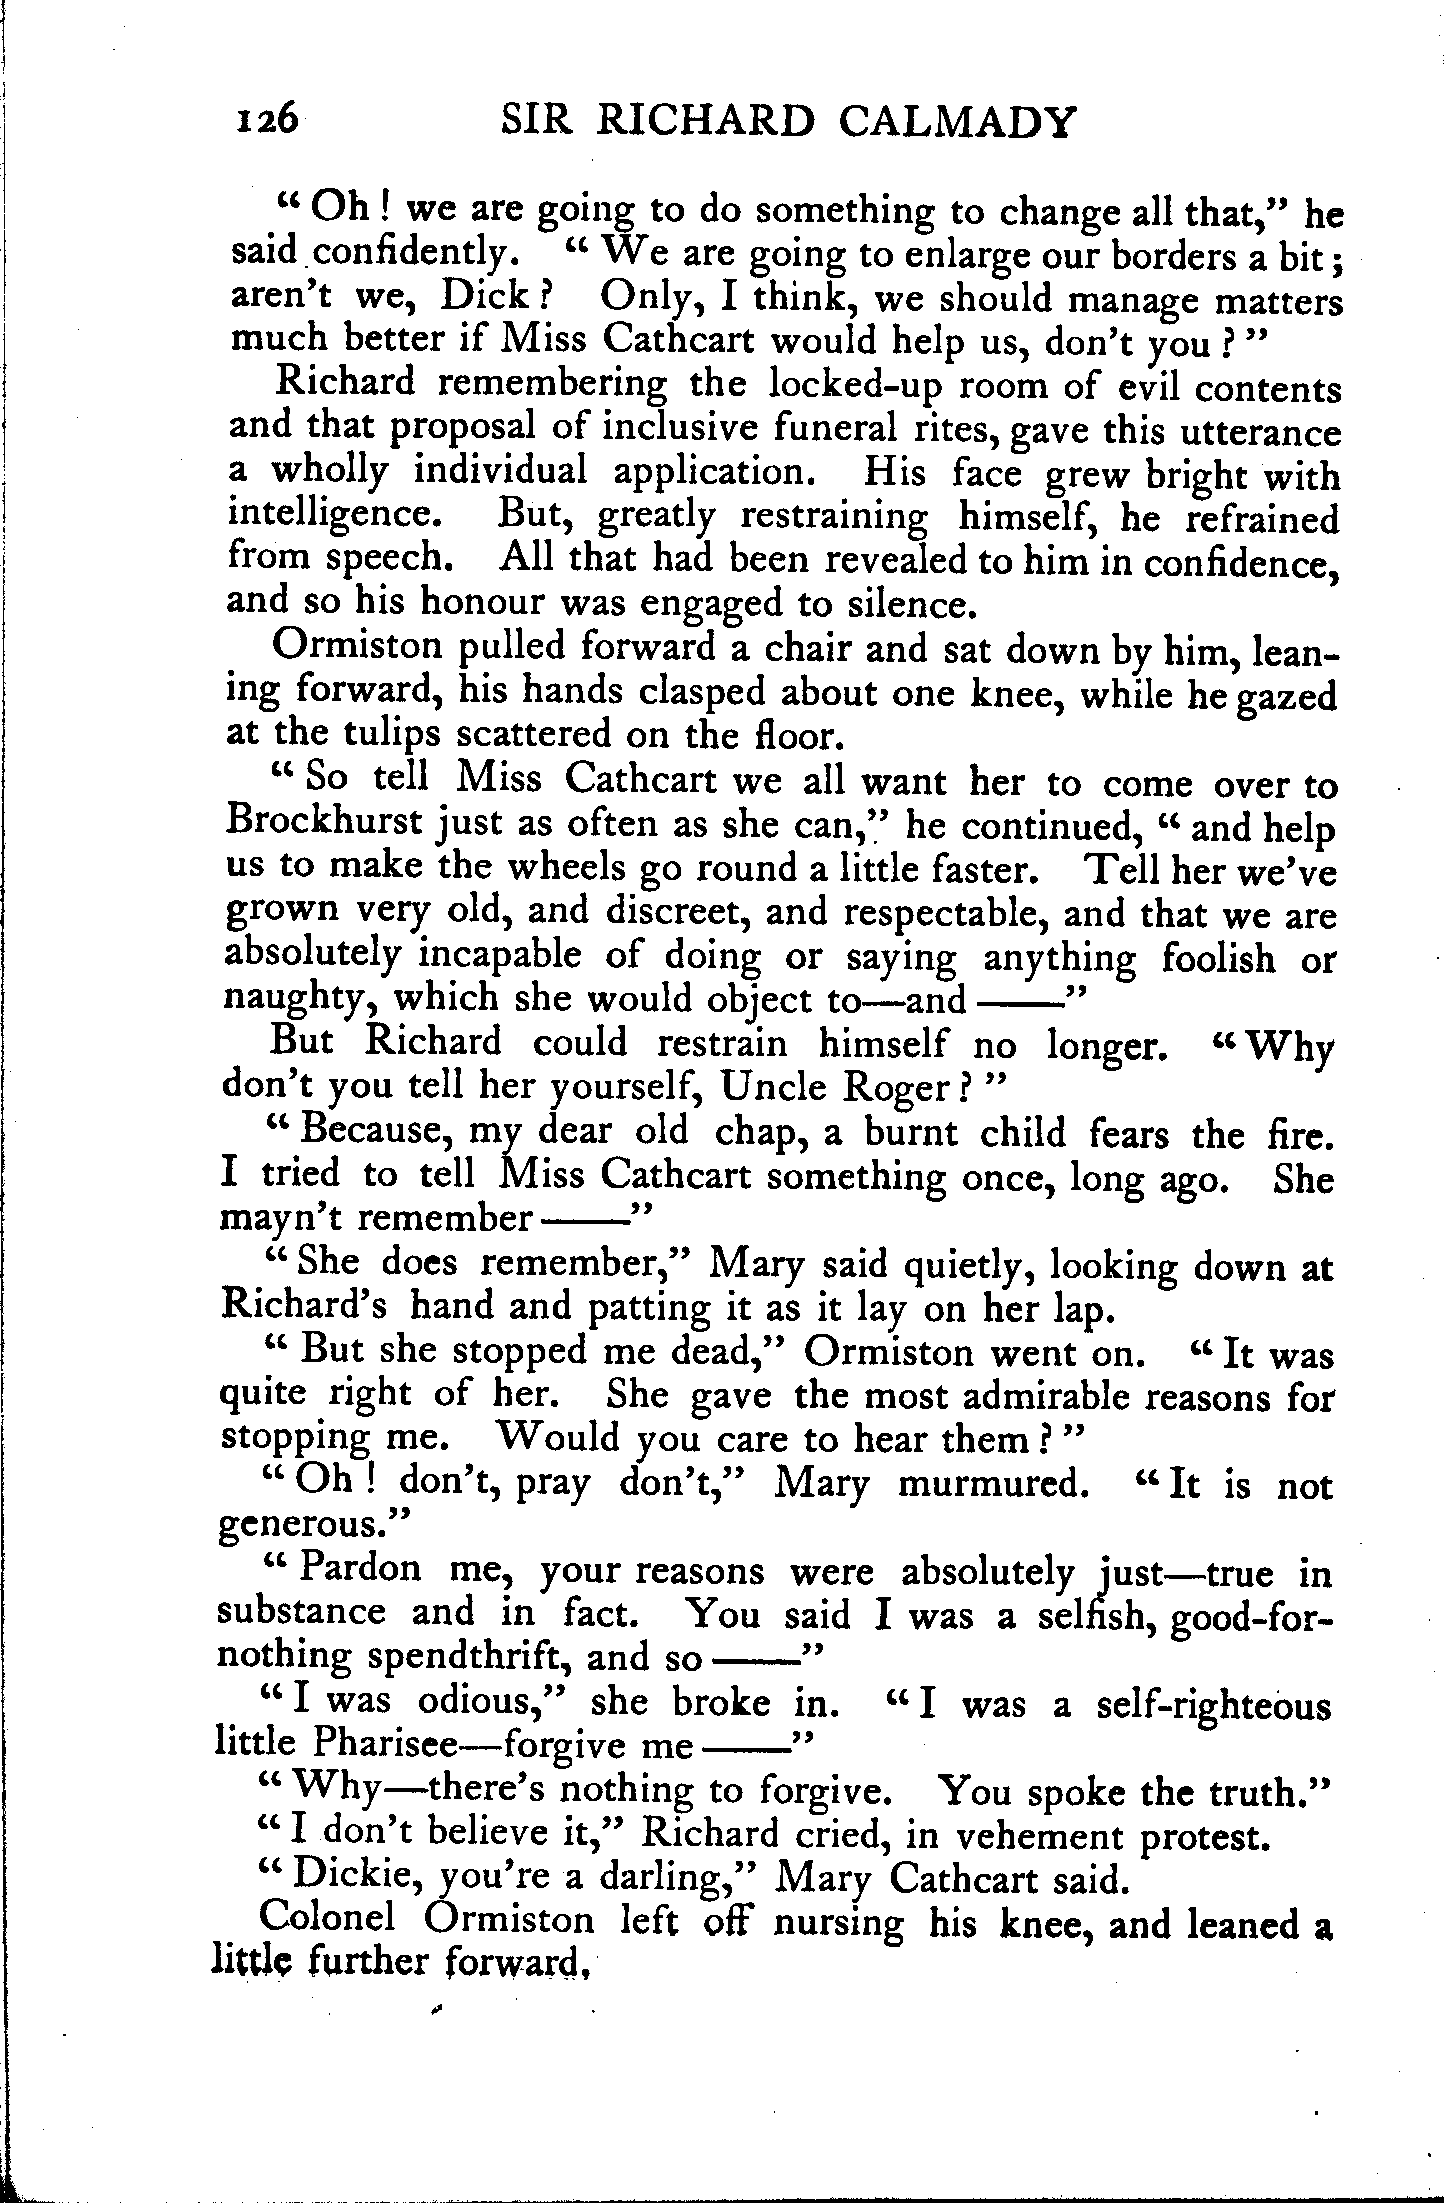 126 SIR RICHARD CALMADY
“ Oh ! we are going to do something to change all that,” he
said confidently. “ We are going to enlarge our borders a bit ;
aren’t we, Dick ? Only, I think, we should manage matters
much better if Miss Cathcart would help us, don’t you ? ”
Richard remembering the locked-up room of evil contents
and that proposal of inclusive funeral rites, gave this utterance
a wholly individual application. His face grew bright with
intelligence. But, greatly restraining himself, he refrained
from speech. All that had been revealed to him in confidence,
and so his honour was engaged to silence.
Ormiston pulled forward a chair and sat down by him, lean-
ing forward, his hands clasped about one knee, while he gazed
at the tulips scattered on the floor.
“ So tell Miss Cathcart we all want her to come over to
Brockhurst just as often as she can,” he continued, “ and help
us to make the wheels go round a little faster. Tell her we’ve
grown very old, and discreet, and respectable, and that we are
absolutely incapable of doing or saying anything foolish or
naughty, which she would object to—and ——”
But Richard could restrain himself no longer. “ Why
don’t you tell her yourself, Uncle Roger ? ”
“ Because, my dear old chap, a burnt child fears the fire.
I tried to tell Miss Cathcart something once, long ago. She
mayn’t remember ——”
“ She does remember,” Mary said quietly, looking down at
Richard’s hand and patting it as it lay on her lap.
“ But she stopped me dead,” Ormiston went on. “ It was
quite right of her. She gave the most admirable reasons for
stopping me. Would you care to hear them ? ”
“ Oh ! don’t, pray don’t,” Mary murmured. “ It is not
generous.”
“ Pardon me, your reasons were absolutely just—true in
substance and in fact. You said I was a selfish, good-for-
nothing spendthrift, and so ——”
“ I was odious,” she broke in. “ I was a self-righteous
little Pharisee—forgive me ——”
“ Why—there’s nothing to forgive. You spoke the truth.”
“ I don’t believe it,” Richard cried, in vehement protest.
“ Dickie, you’re a darling,” Mary Cathcart said.
Colonel Ormiston left off nursing his knee, and leaned a
little further forward.